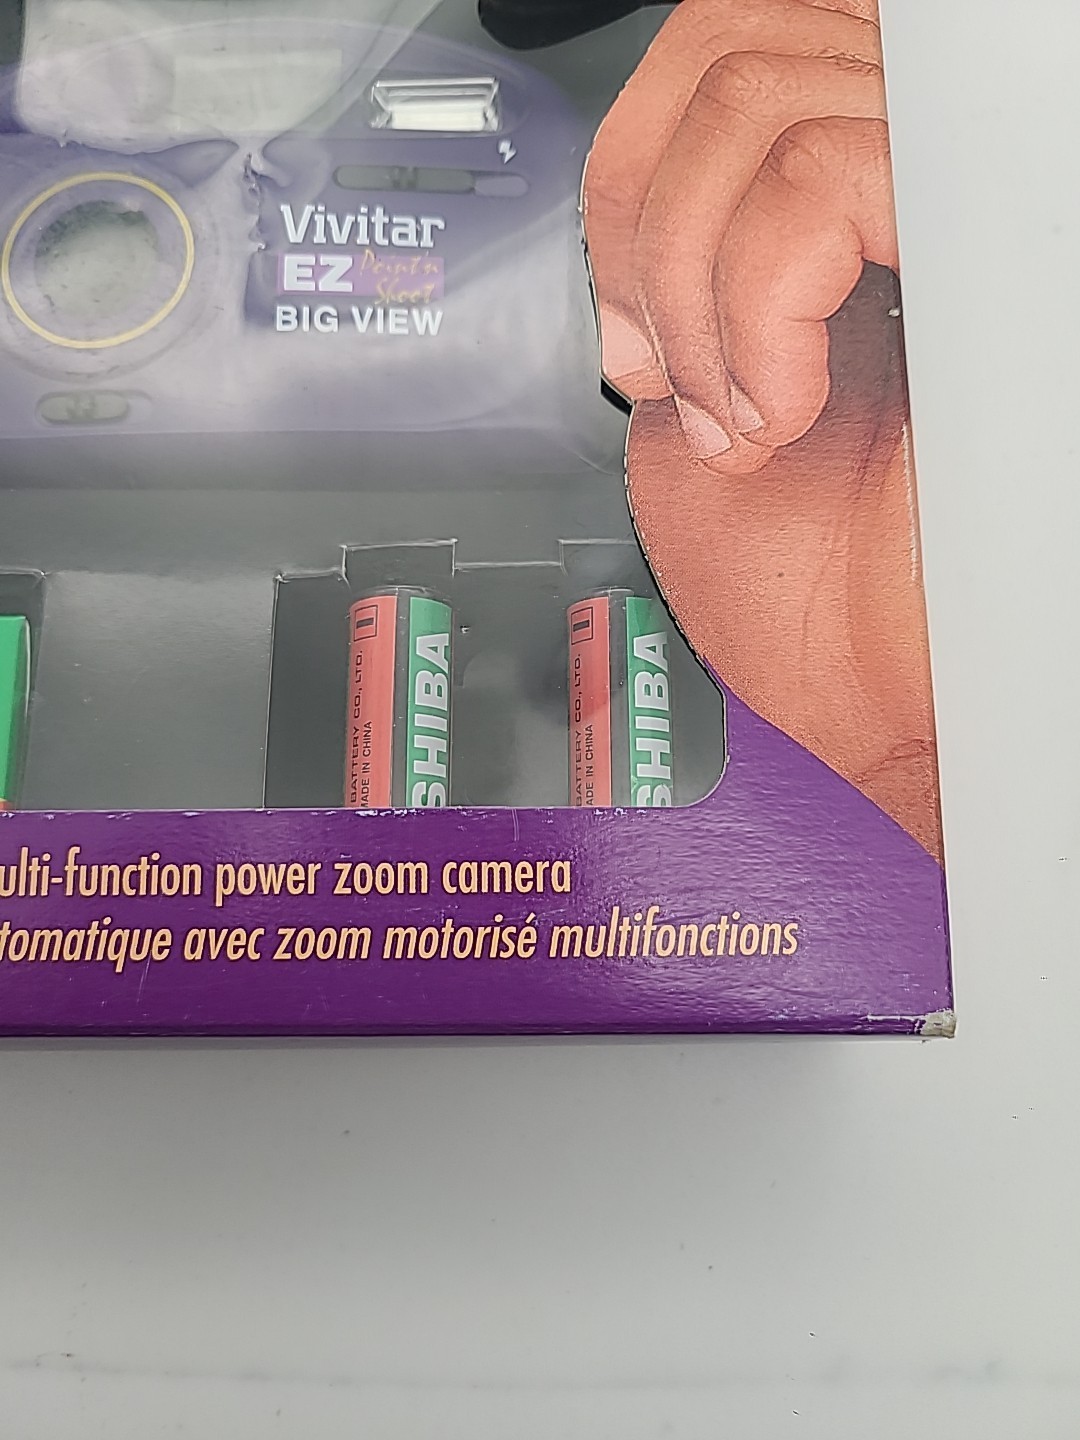 Vivitar
EZ Point'n
Shoot
BIG VIEW
BATTERY CO., LTD.
MADE IN CHINA
SHIBA
BATTERY CO., LTD.
MADE IN CHINA
SHIBA
ulti-function power zoom camera
tomatique avec zoom motorisé multifonctions